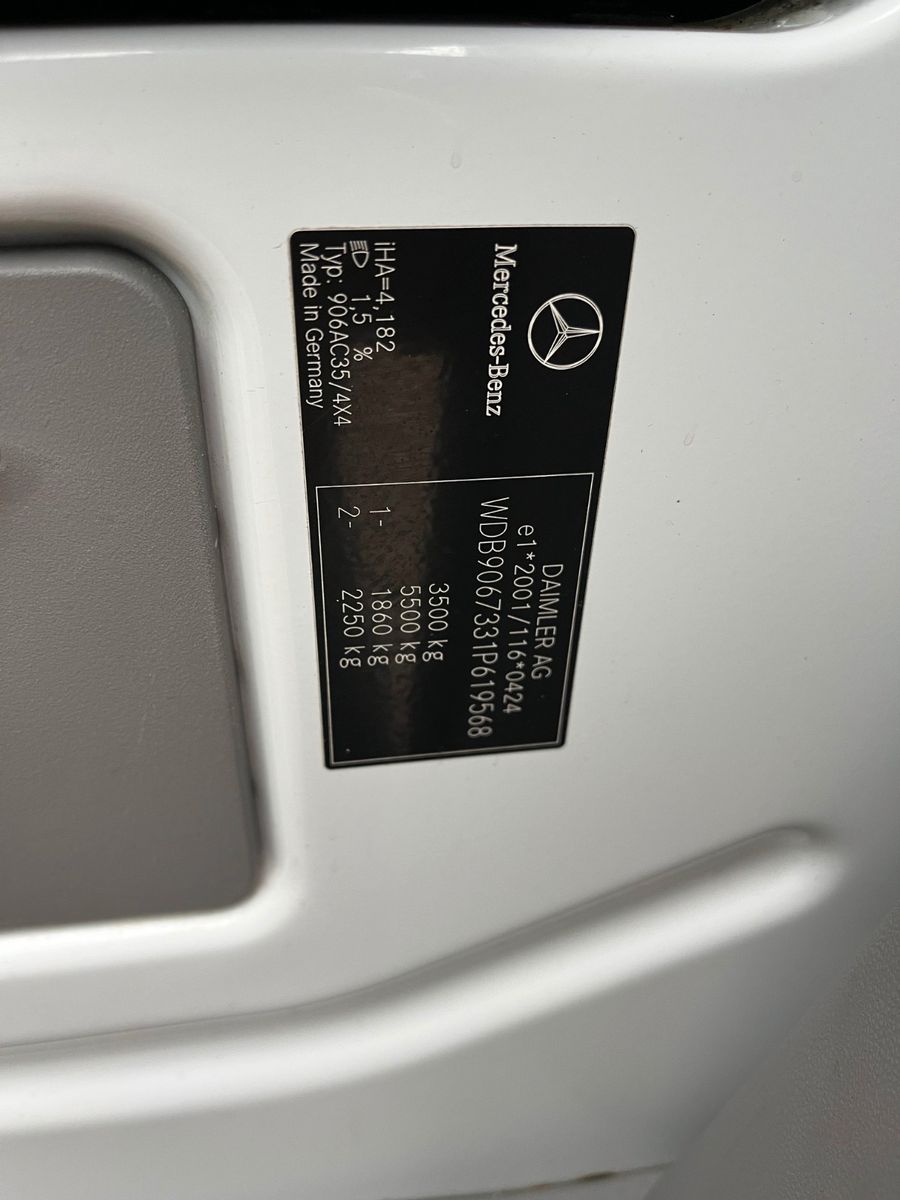 Mercedes-Benz
iHA=4,182
1,5 %
Typ: 906AC35/4X4
Made in Germany
DAIMLER AG
e1*2001/116*0424
WDB9067331P619568
3500 kg
5500 kg
1- 1860 kg
2- 2250 kg